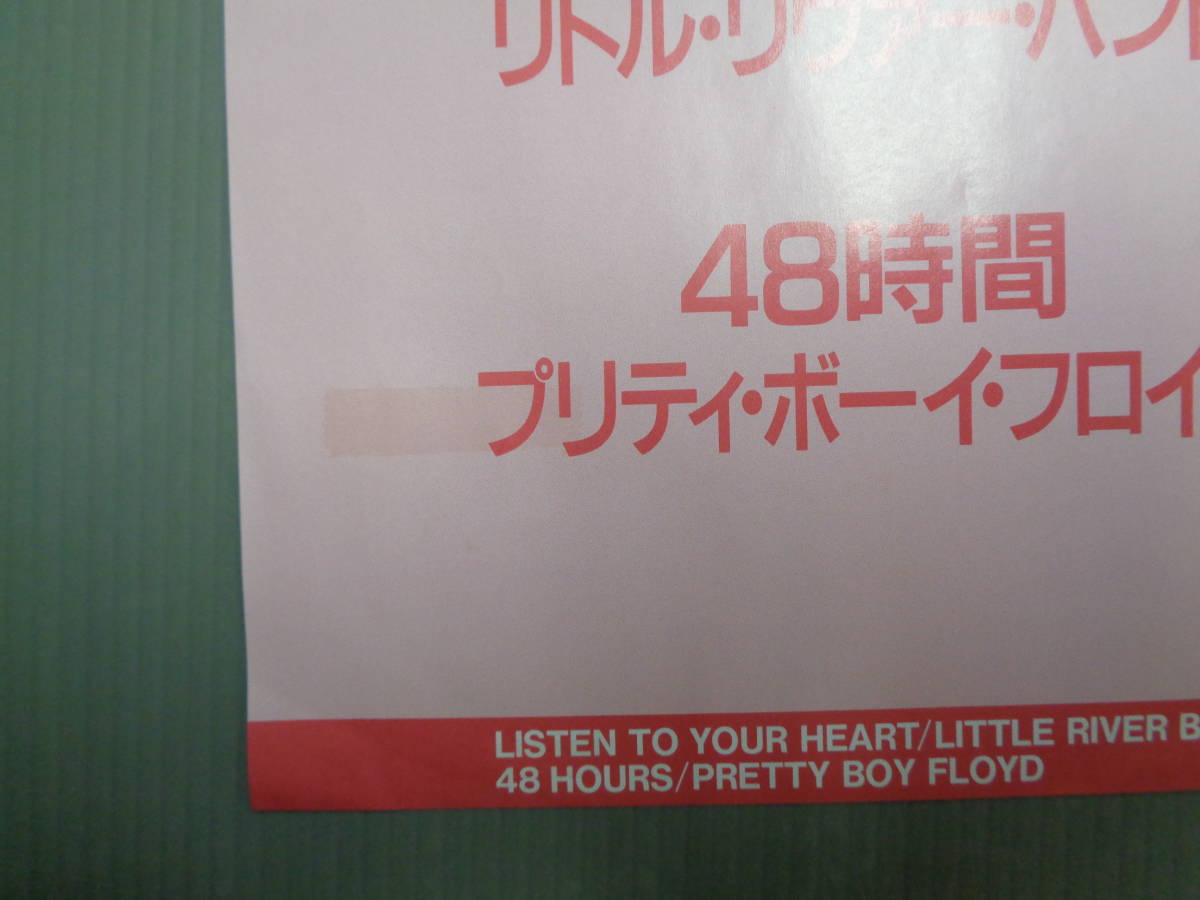 リトル・リヴァー・バンド
48時間
プリティ・ボーイ・フロイ
LISTEN TO YOUR HEART/LITTLE RIVER B
48 HOURS/PRETTY BOY FLOYD